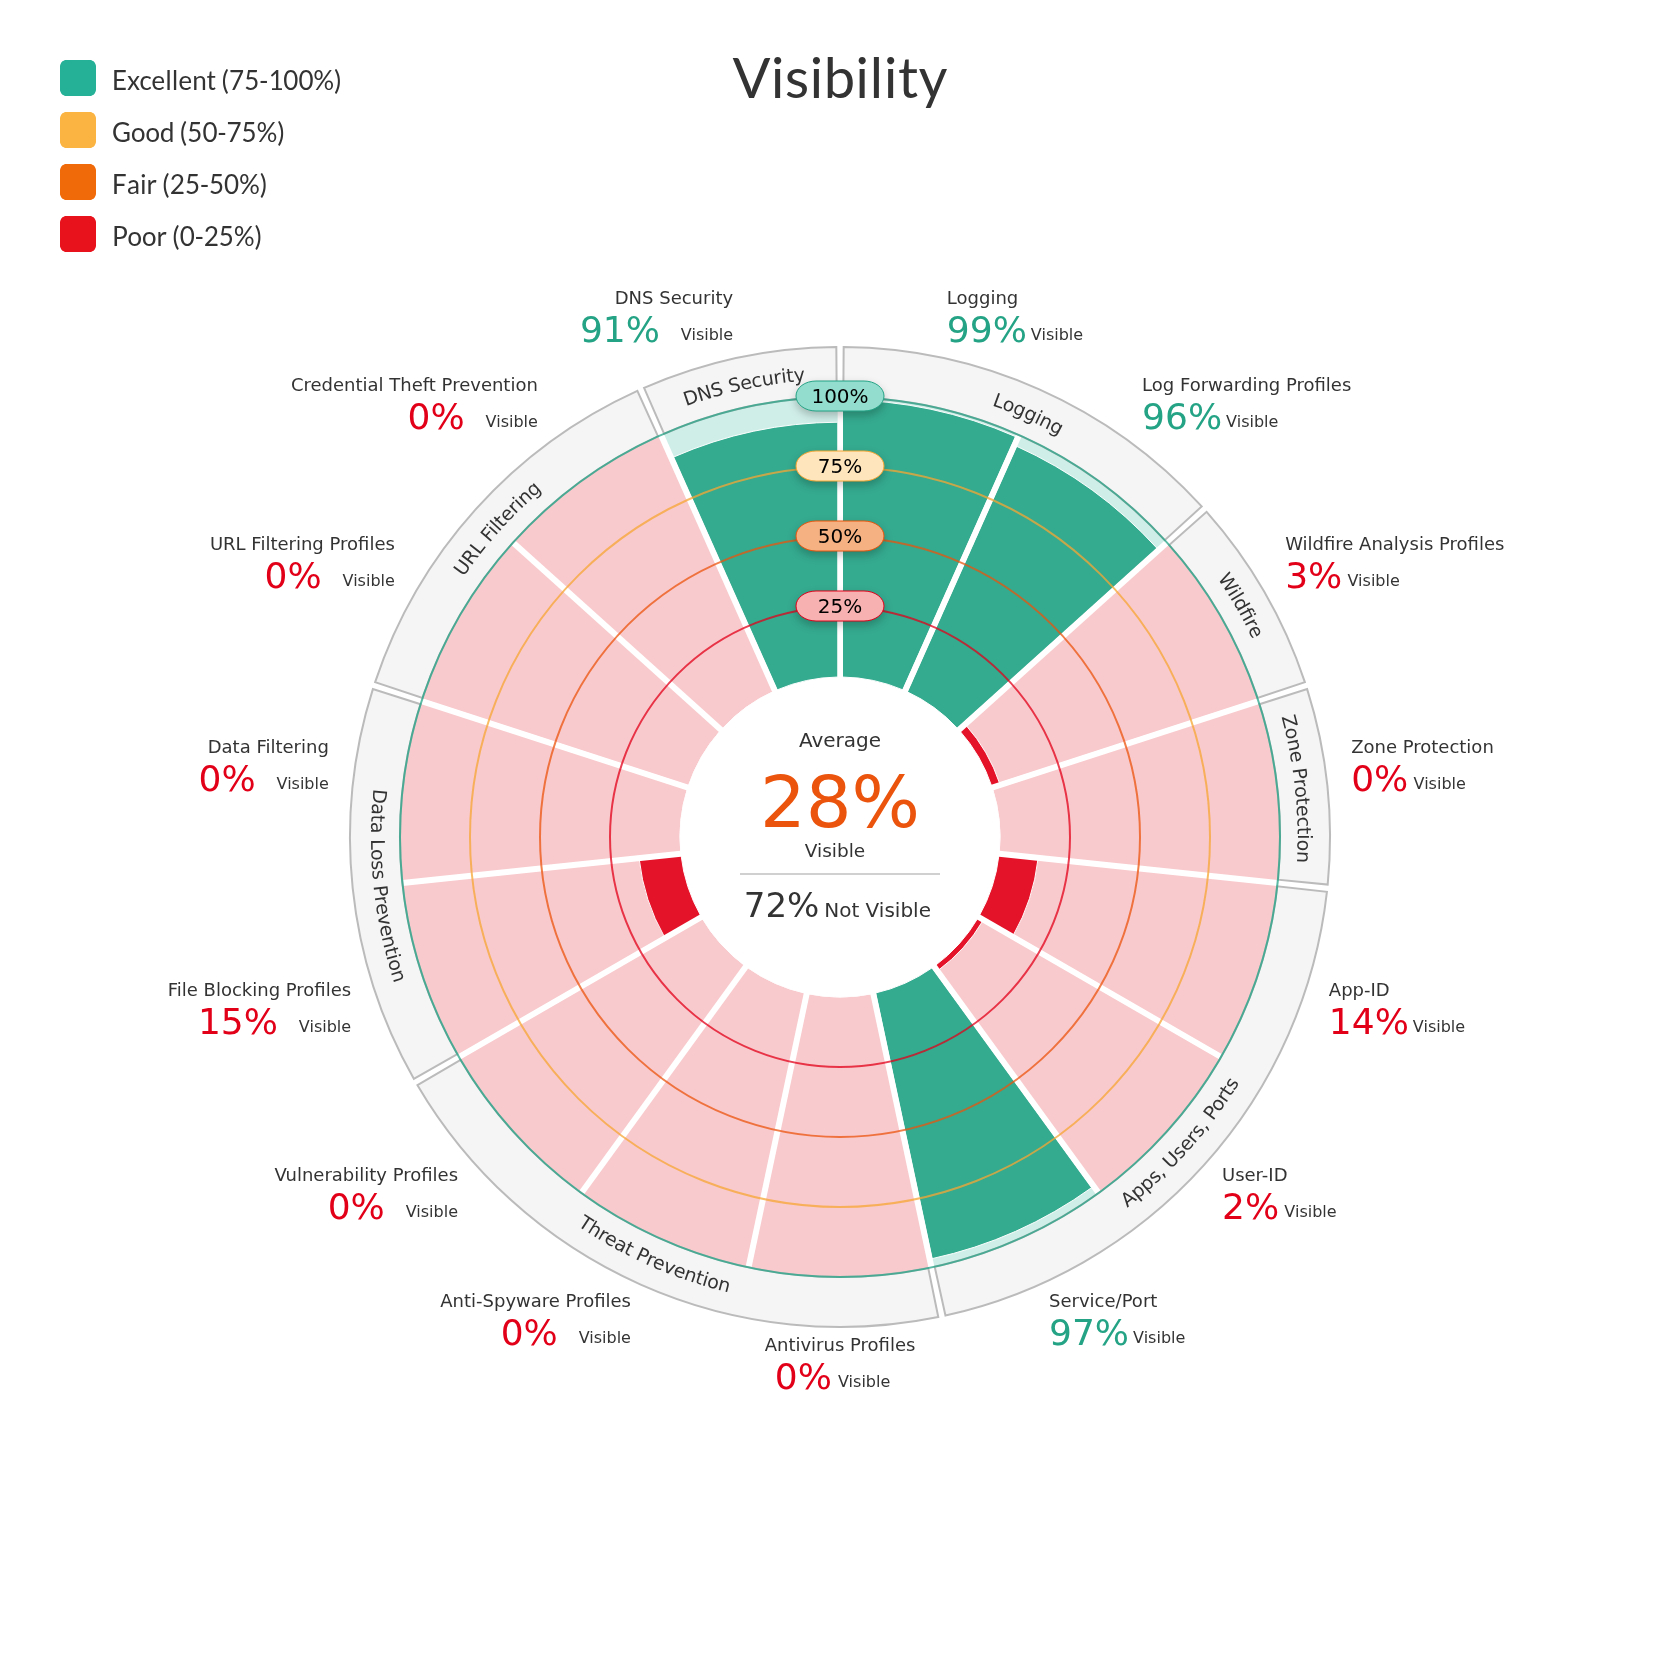 Visibility
Excellent (75-100%)
Good (50-75%)
Fair (25-50%)
Poor (0-25%)
DNS Security
91% Visible
Logging
99% Visible
Credential Theft Prevention
0% Visible
Log Forwarding Profiles
96% Visible
URL Filtering Profiles
0% Visible
Wildfire Analysis Profiles
3% Visible
Data Filtering
0% Visible
Zone Protection
0% Visible
File Blocking Profiles
15% Visible
App-ID
14% Visible
Vulnerability Profiles
0% Visible
User-ID
2% Visible
Anti-Spyware Profiles
0% Visible
Service/Port
97% Visible
Antivirus Profiles
0% Visible
DNS Security
Logging
Wildfire
Zone Protection
Apps, Users, Ports
Threat Prevention
Data Loss Prevention
URL Filtering
100%
75%
50%
25%
Average
28%
Visible
72% Not Visible